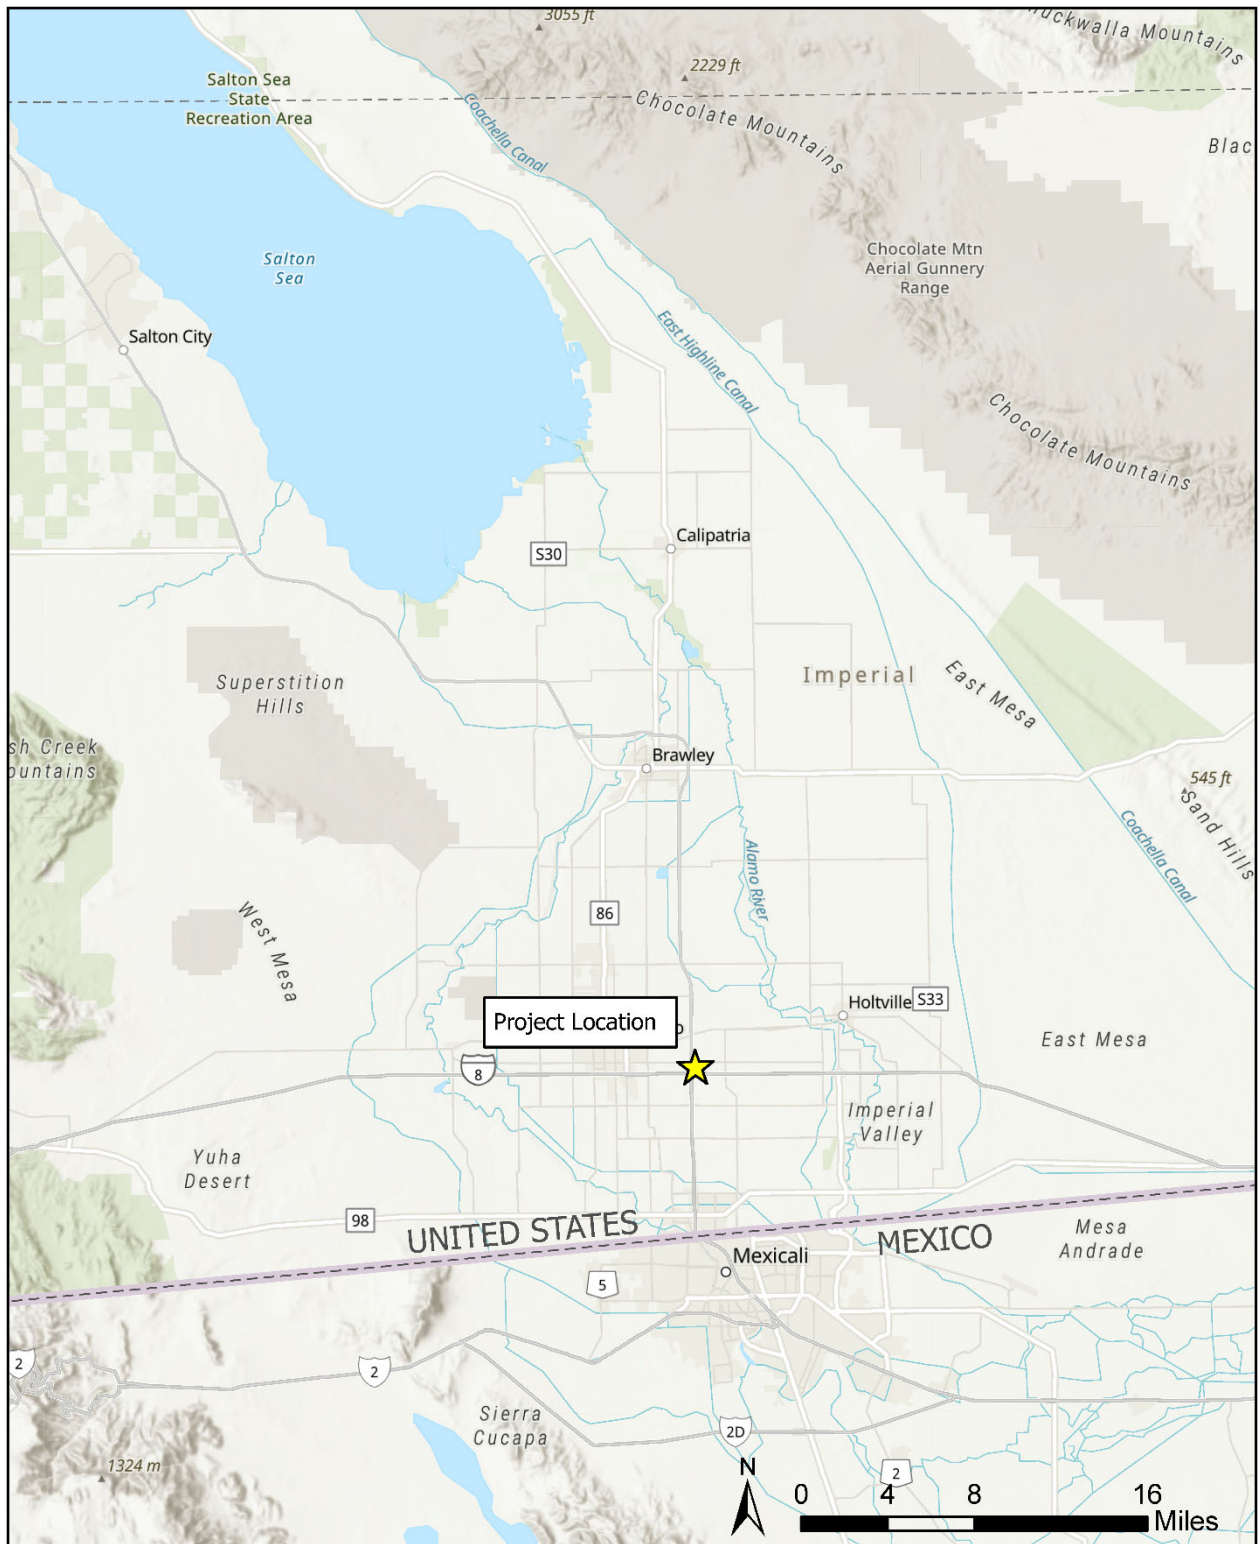 3055 ft
Mountains
Salton Sea
State
Recreation Area
2229 ft
Chocolate Mountains
Coachella Canal
Blac
Salton
Sea
Chocolate Mtn
Aerial Gunnery
Range
Salton City
East Highline Canal
Chocolate Mountains
Calipatria
S30
Imperial
East Mesa
Superstition
Hills
sh Creek
ountains
Brawley
545 ft
Sand Hills
Coachella Canal
Alamo River
86
West Mesa
Holtville
S33
Project Location
o
East Mesa
8
Imperial
Valley
Yuha
Desert
98
UNITED STATES
MEXICO
Mesa
Andrade
Mexicali
5
2
2
Sierra
Cucapa
2D
1324 m
N
2
0 4 8 16
Miles